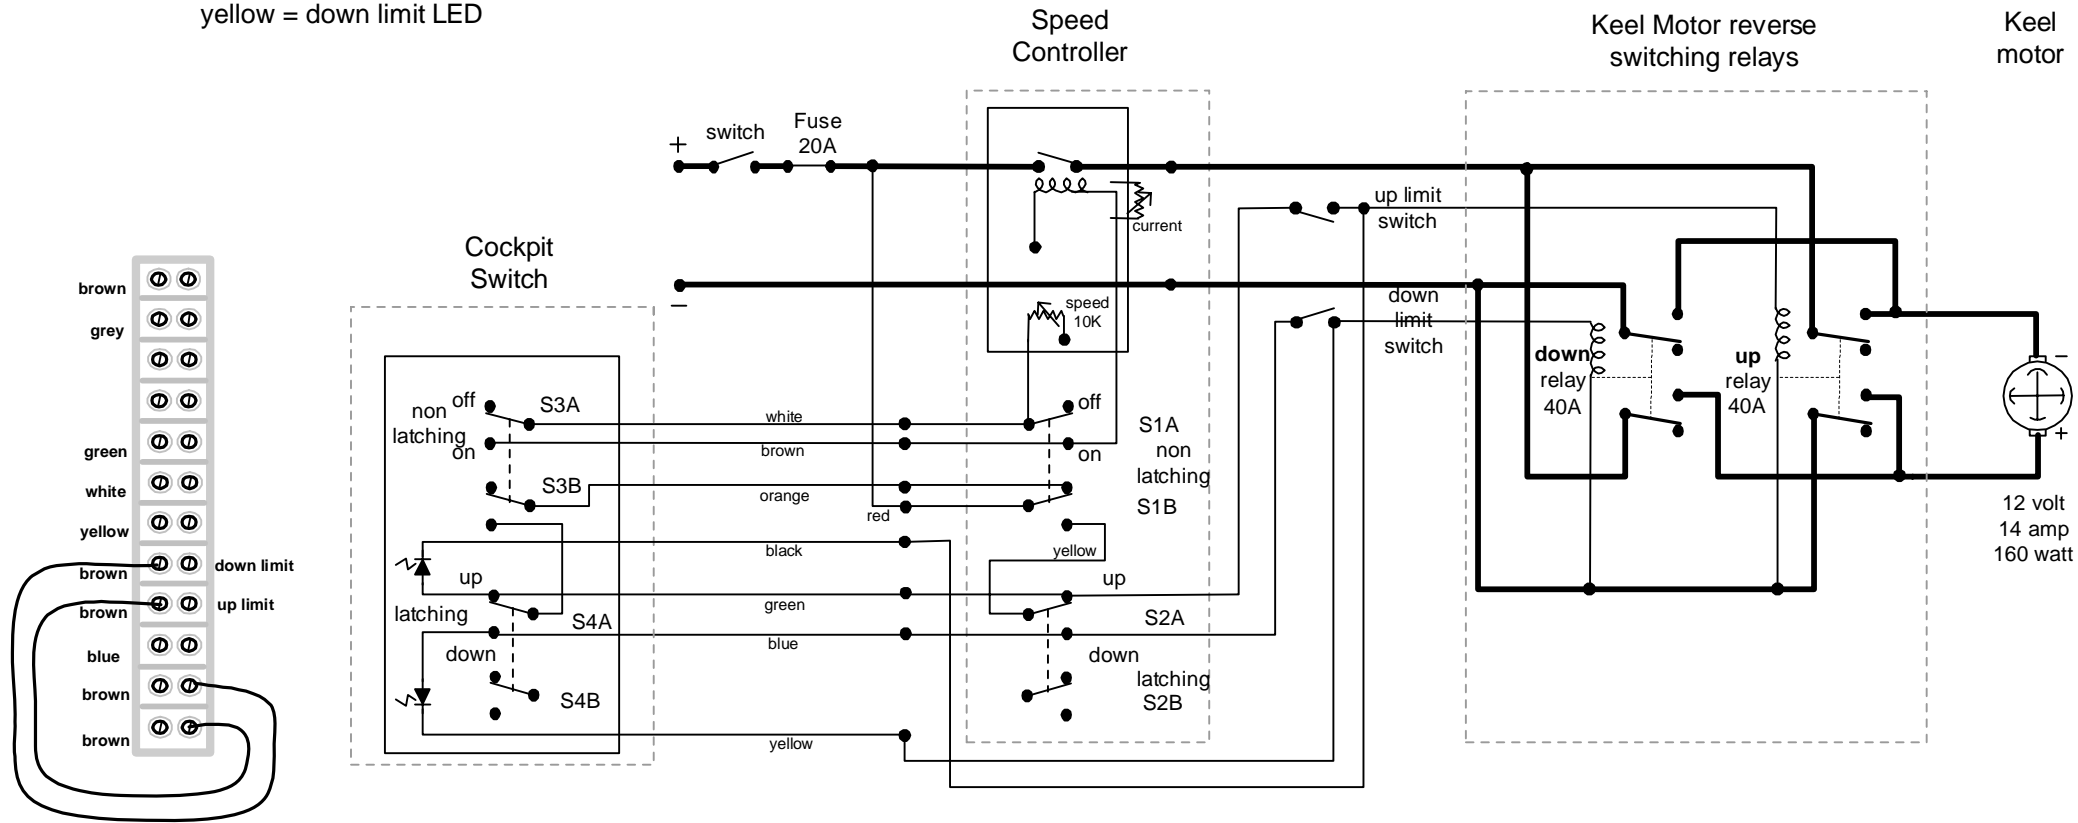 yellow = down limit LED
Speed
Controller
Keel Motor reverse
switching relays
Keel
motor
+
switch
Fuse
20A
current
up limit
switch
Cockpit
Switch
−
speed
10K
down
limit
switch
brown
grey
green
white
yellow
brown
down limit
brown
up limit
blue
brown
brown
non
latching
off
on
S3A
S3B
white
brown
orange
red
black
up
latching
green
S4A
blue
down
S4B
yellow
off
on
S1A
non
latching
S1B
yellow
up
S2A
down
latching
S2B
down
relay
40A
up
relay
40A
−
+
12 volt
14 amp
160 watt